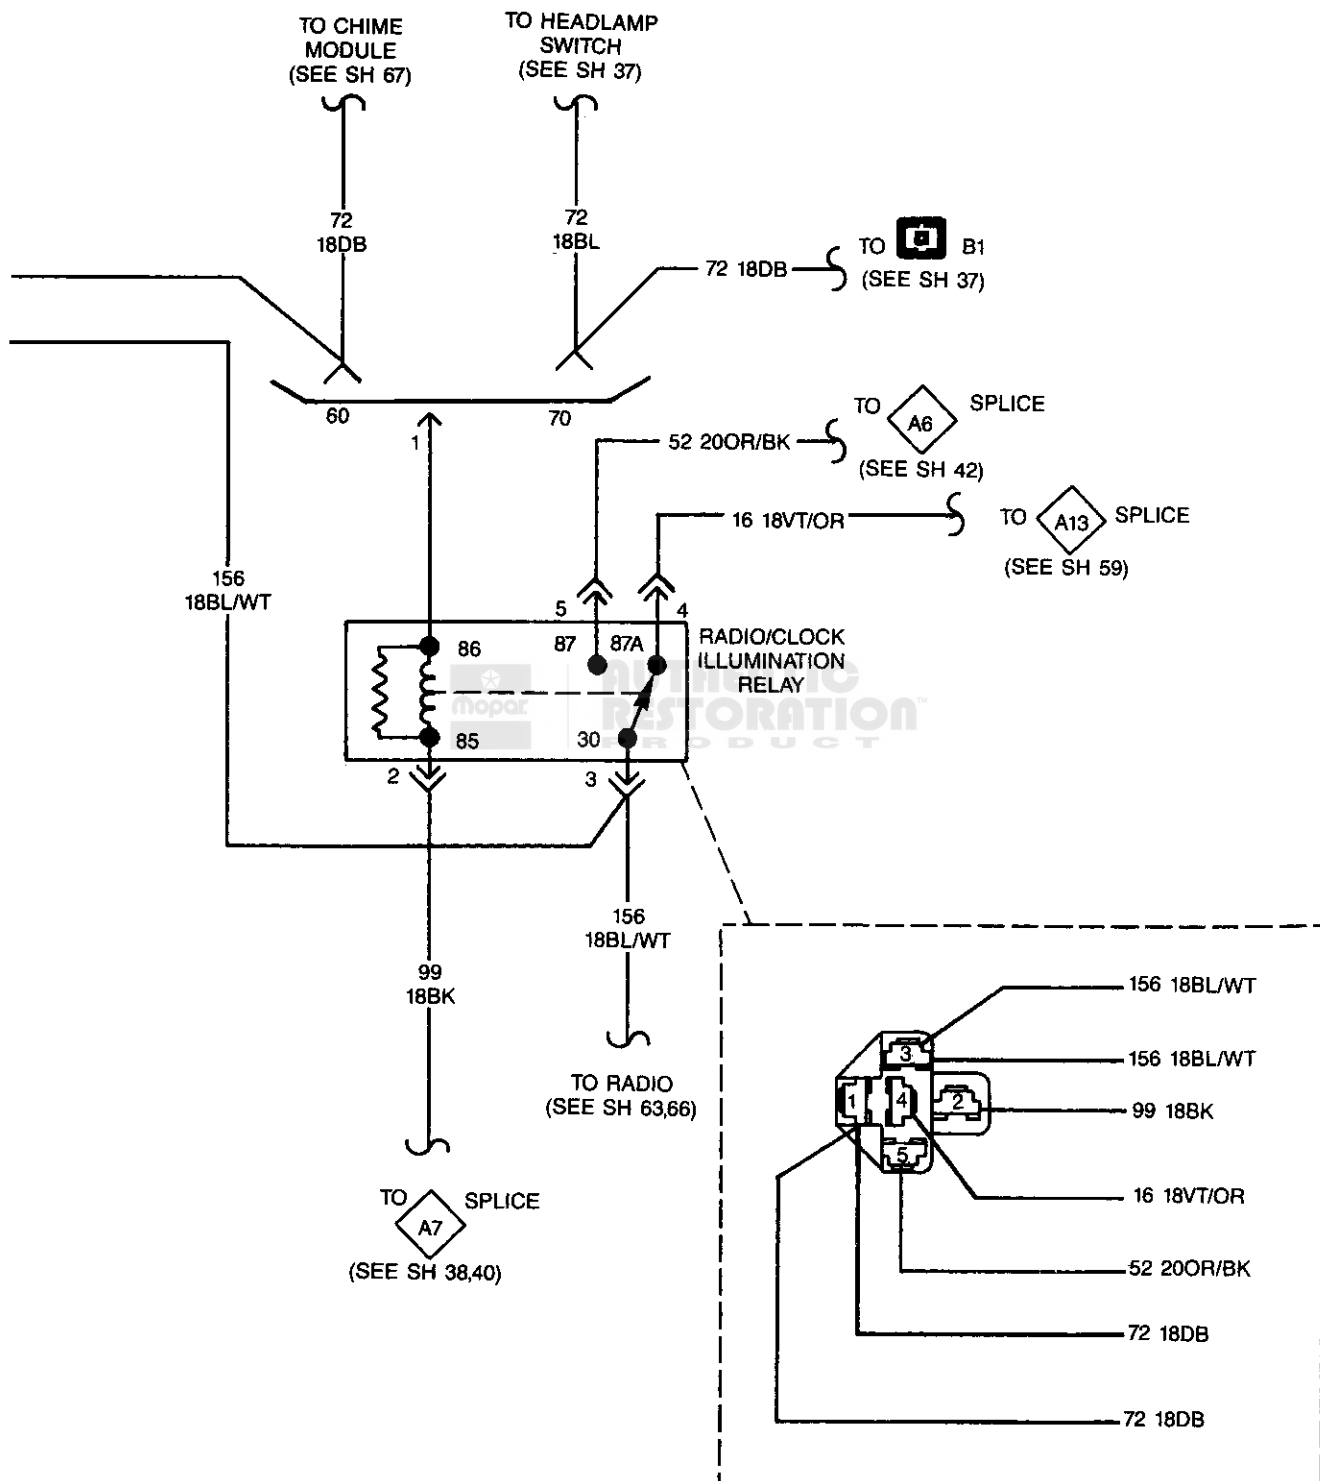 TO CHIME
MODULE
(SEE SH 67)
TO HEADLAMP
SWITCH
(SEE SH 37)
72
18DB
72
18BL
72 18DB
TO B1
(SEE SH 37)
60
70
1
52 20OR/BK
TO A6 SPLICE
(SEE SH 42)
16 18VT/OR
TO A13 SPLICE
(SEE SH 59)
156
18BL/WT
5
4
86
87
87A
RADIO/CLOCK
ILLUMINATION
RELAY
Mopar
AUTHENTIC
RESTORATION™
PRODUCT
85
30
2
3
156
18BL/WT
99
18BK
TO RADIO
(SEE SH 63,66)
TO A7 SPLICE
(SEE SH 38,40)
156 18BL/WT
3
156 18BL/WT
1
4
2
99 18BK
5
16 18VT/OR
52 20OR/BK
72 18DB
72 18DB